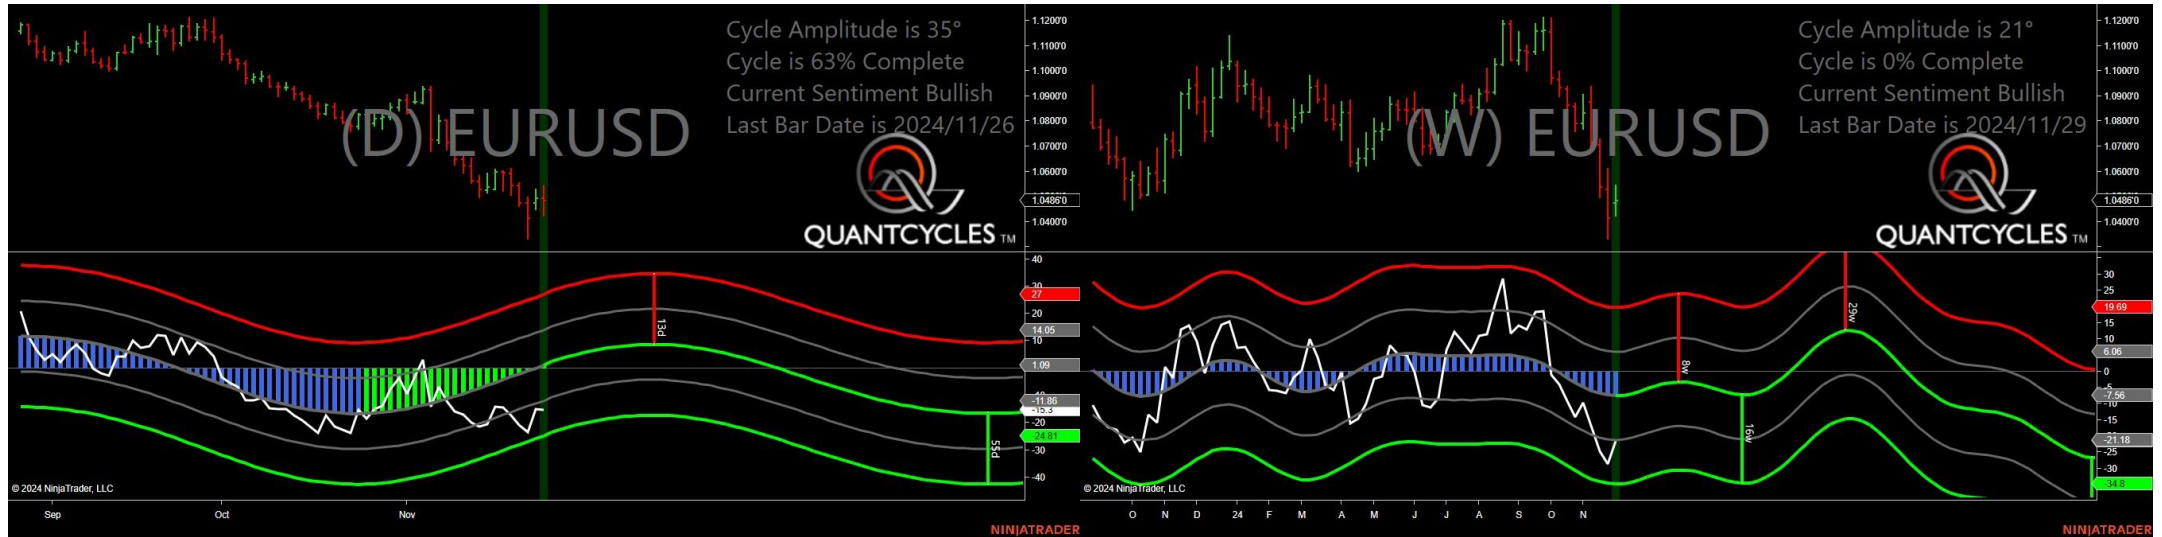 Cycle Amplitude is 35°
Cycle is 63% Complete
Current Sentiment Bullish
Last Bar Date is 2024/11/26
(D) EURUSD
QUANTCYCLES TM
1.1200'0
1.1100'0
1.1000'0
1.0900'0
1.0800'0
1.0700'0
1.0600'0
1.0486'0
1.0400'0
40
30
27
20
14.05
10
1.09
-11.86
-15.3
-20
-24.81
-30
-40
13d
55d
© 2024 NinjaTrader, LLC
Sep Oct Nov
NINJATRADER
Cycle Amplitude is 21°
Cycle is 0% Complete
Current Sentiment Bullish
Last Bar Date is 2024/11/29
(W) EURUSD
QUANTCYCLES TM
1.1200'0
1.1100'0
1.1000'0
1.0900'0
1.0800'0
1.0700'0
1.0600'0
1.0486'0
1.0400'0
30
25
19.69
15
10
6.06
0
-5
-7.56
-10
-15
-21.18
-25
-30
-34.8
8w
16w
29w
© 2024 NinjaTrader, LLC
O N D 24 F M A M J J A S O N
NINJATRADER